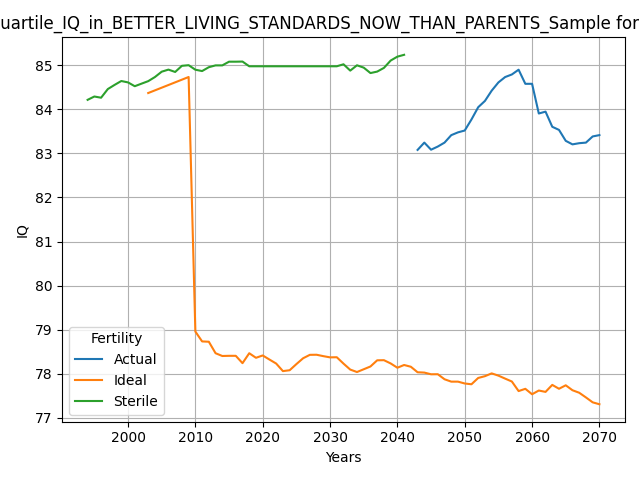 uartile_IQ_in_BETTER_LIVING_STANDARDS_NOW_THAN_PARENTS_Sample for
IQ
85
84
83
82
81
80
79
78
77
Fertility
Actual
Ideal
Sterile
2000 2010 2020 2030 2040 2050 2060 2070
Years